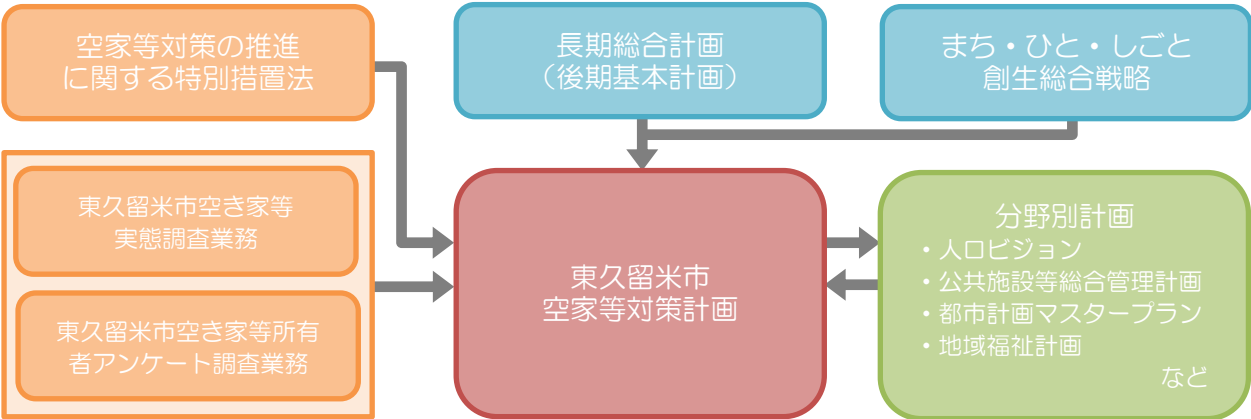 空家等対策の推進
に関する特別措置法
長期総合計画
（後期基本計画）
まち・ひと・しごと
創生総合戦略
東久留米市空き家等
実態調査業務
東久留米市空き家等所有
者アンケート調査業務
東久留米市
空家等対策計画
分野別計画
・人口ビジョン
・公共施設等総合管理計画
・都市計画マスタープラン
・地域福祉計画
など